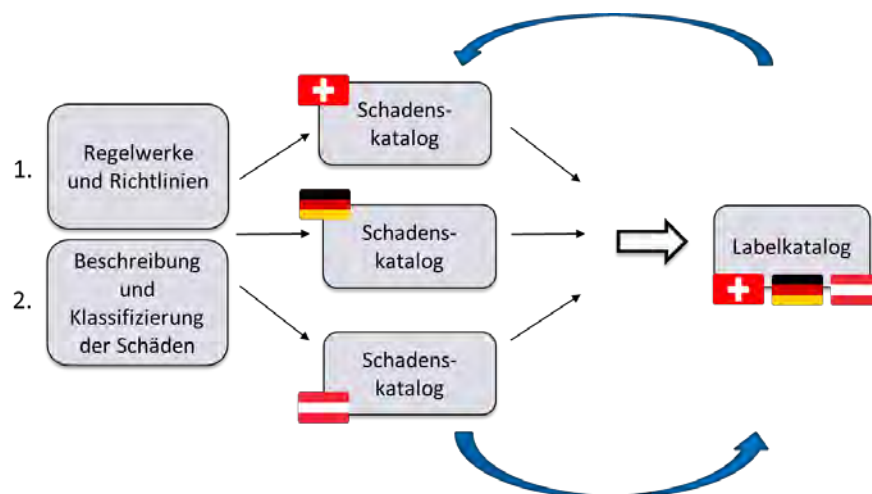 1.
Regelwerke
und Richtlinien
2.
Beschreibung
und
Klassifizierung
der Schäden
Schadens-
katalog
Schadens-
katalog
Schadens-
katalog
Labelkatalog